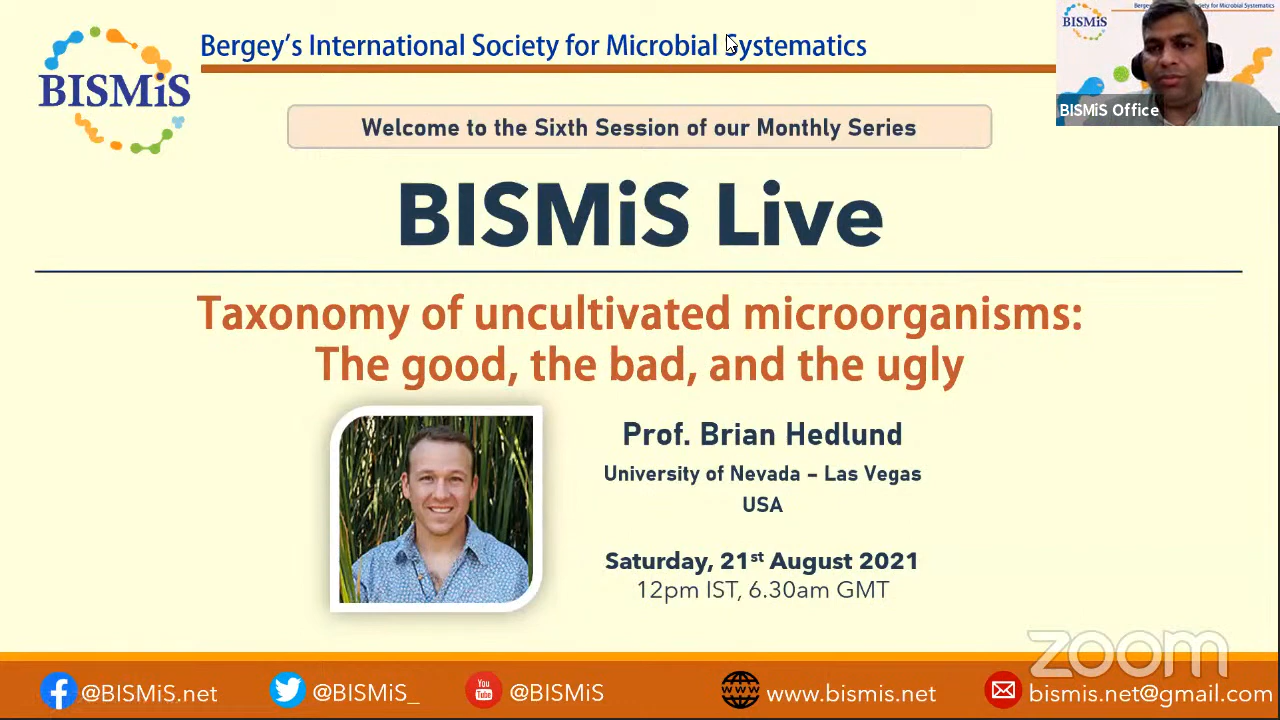 Bergey's International Society for Microbial Systematics
BISMiS
BISMiS
BISMiS Office
Welcome to the Sixth Session of our Monthly Series
BISMiS Live
Taxonomy of uncultivated microorganisms:
The good, the bad, and the ugly
Prof. Brian Hedlund
University of Nevada – Las Vegas
USA
Saturday, 21st August 2021
12pm IST, 6.30am GMT
zoom
@BISMiS.net
@BISMiS_
You
Tube
@BISMiS
WWW
www.bismis.net
bismis.net@gmail.com